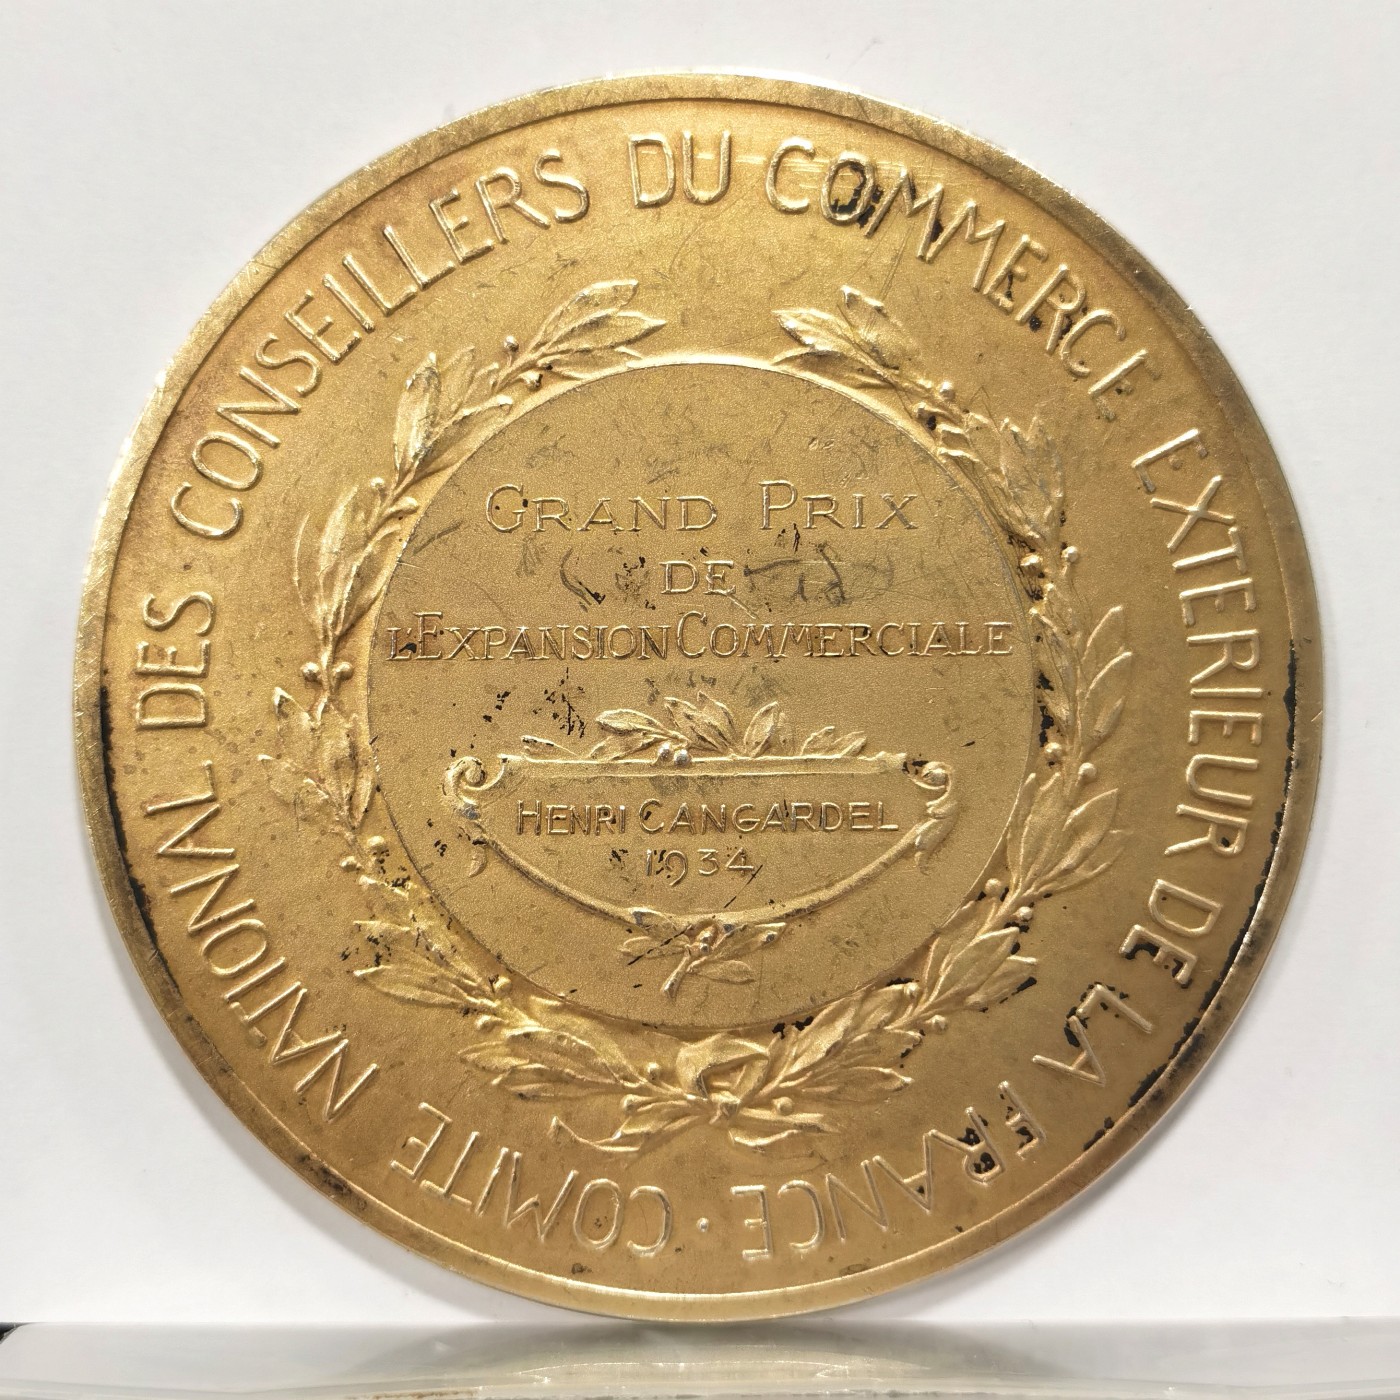 COMITE NATIONAL DES CONSEILLERS DU COMMERCE EXTERIEUR DE LA FRANCE ·
GRAND PRIX
DE
L'EXPANSION COMMERCIALE
HENRI CANGARDEL
1934